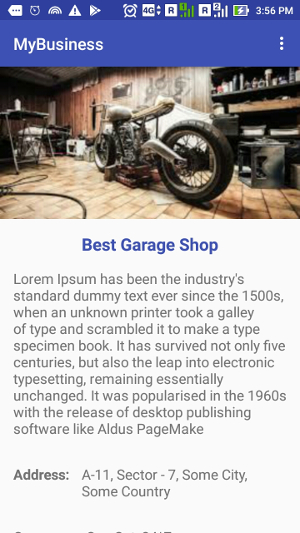 4G R 1 R 2 3:56 PM
MyBusiness
Best Garage Shop
Lorem Ipsum has been the industry's
standard dummy text ever since the 1500s,
when an unknown printer took a galley
of type and scrambled it to make a type
specimen book. It has survived not only five
centuries, but also the leap into electronic
typesetting, remaining essentially
unchanged. It was popularised in the 1960s
with the release of desktop publishing
software like Aldus PageMake
Address: A-11, Sector - 7, Some City,
Some Country